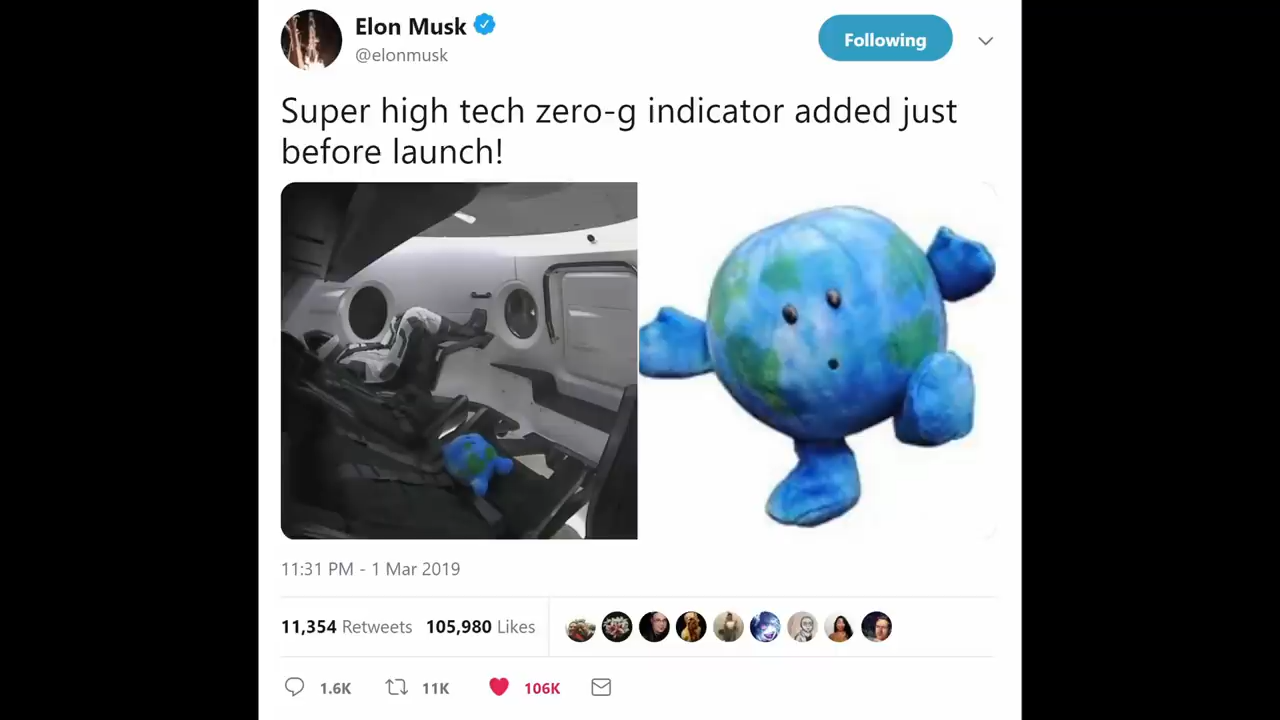 Elon Musk
@elonmusk
Following
Super high tech zero-g indicator added just
before launch!
11:31 PM - 1 Mar 2019
11,354 Retweets 105,980 Likes
1.6K 11K 106K